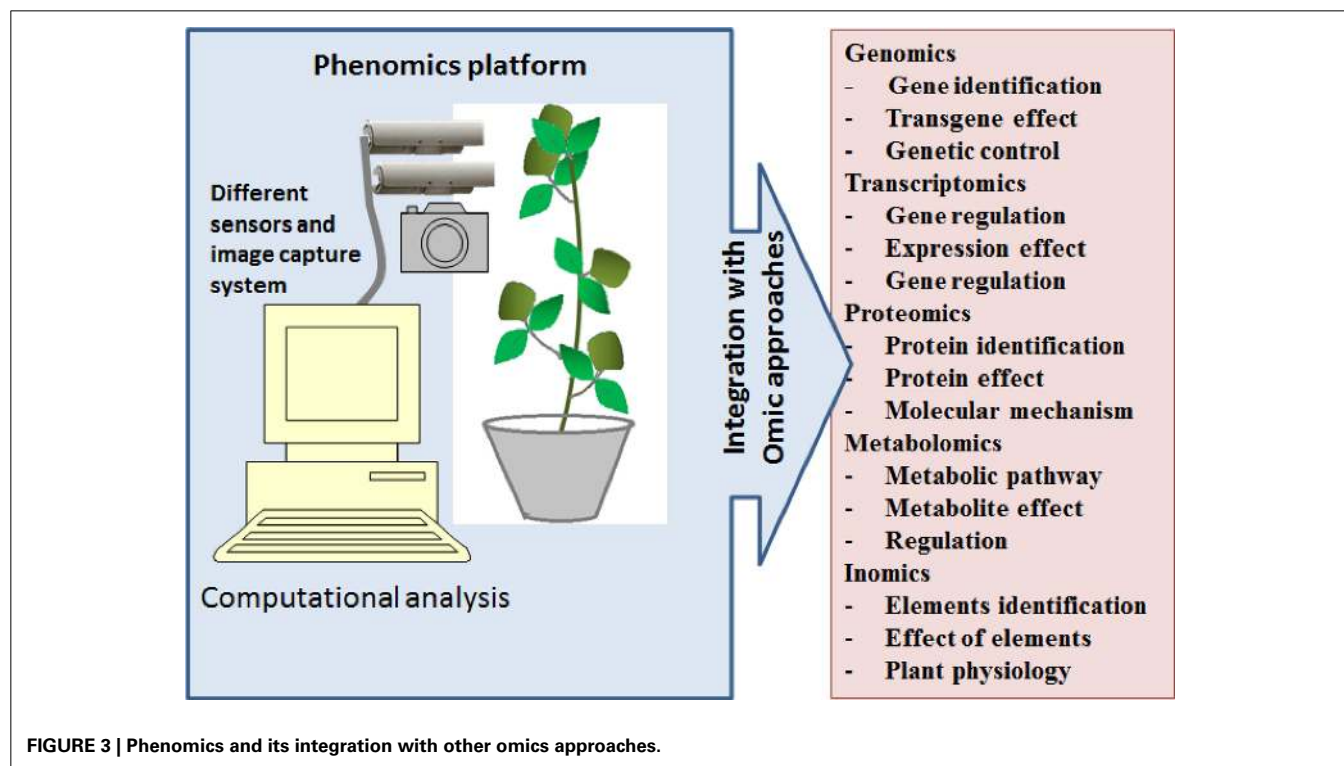 Phenomics platform
Different
sensors and
image capture
system
Computational analysis
Integration with
Omic approaches
Genomics
- Gene identification
- Transgene effect
- Genetic control
Transcriptomics
- Gene regulation
- Expression effect
- Gene regulation
Proteomics
- Protein identification
- Protein effect
- Molecular mechanism
Metabolomics
- Metabolic pathway
- Metabolite effect
- Regulation
Inomics
- Elements identification
- Effect of elements
- Plant physiology
FIGURE 3 | Phenomics and its integration with other omics approaches.